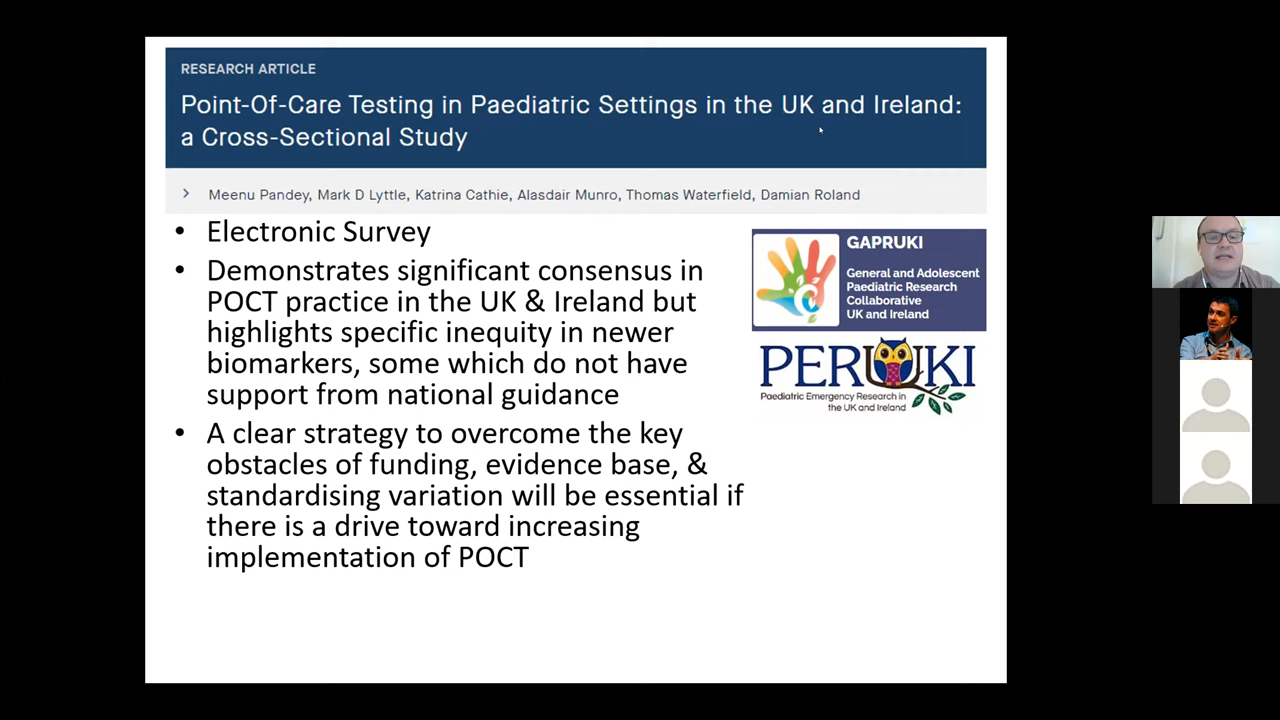 RESEARCH ARTICLE
Point-Of-Care Testing in Paediatric Settings in the UK and Ireland:
a Cross-Sectional Study
Meenu Pandey, Mark D Lyttle, Katrina Cathie, Alasdair Munro, Thomas Waterfield, Damian Roland
• Electronic Survey
• Demonstrates significant consensus in
POCT practice in the UK & Ireland but
highlights specific inequity in newer
biomarkers, some which do not have
support from national guidance
• A clear strategy to overcome the key
obstacles of funding, evidence base, &
standardising variation will be essential if
there is a drive toward increasing
implementation of POCT
GAPRUKI
General and Adolescent
Paediatric Research
Collaborative
UK and Ireland
PERUKI
Paediatric Emergency Research in
the UK and Ireland